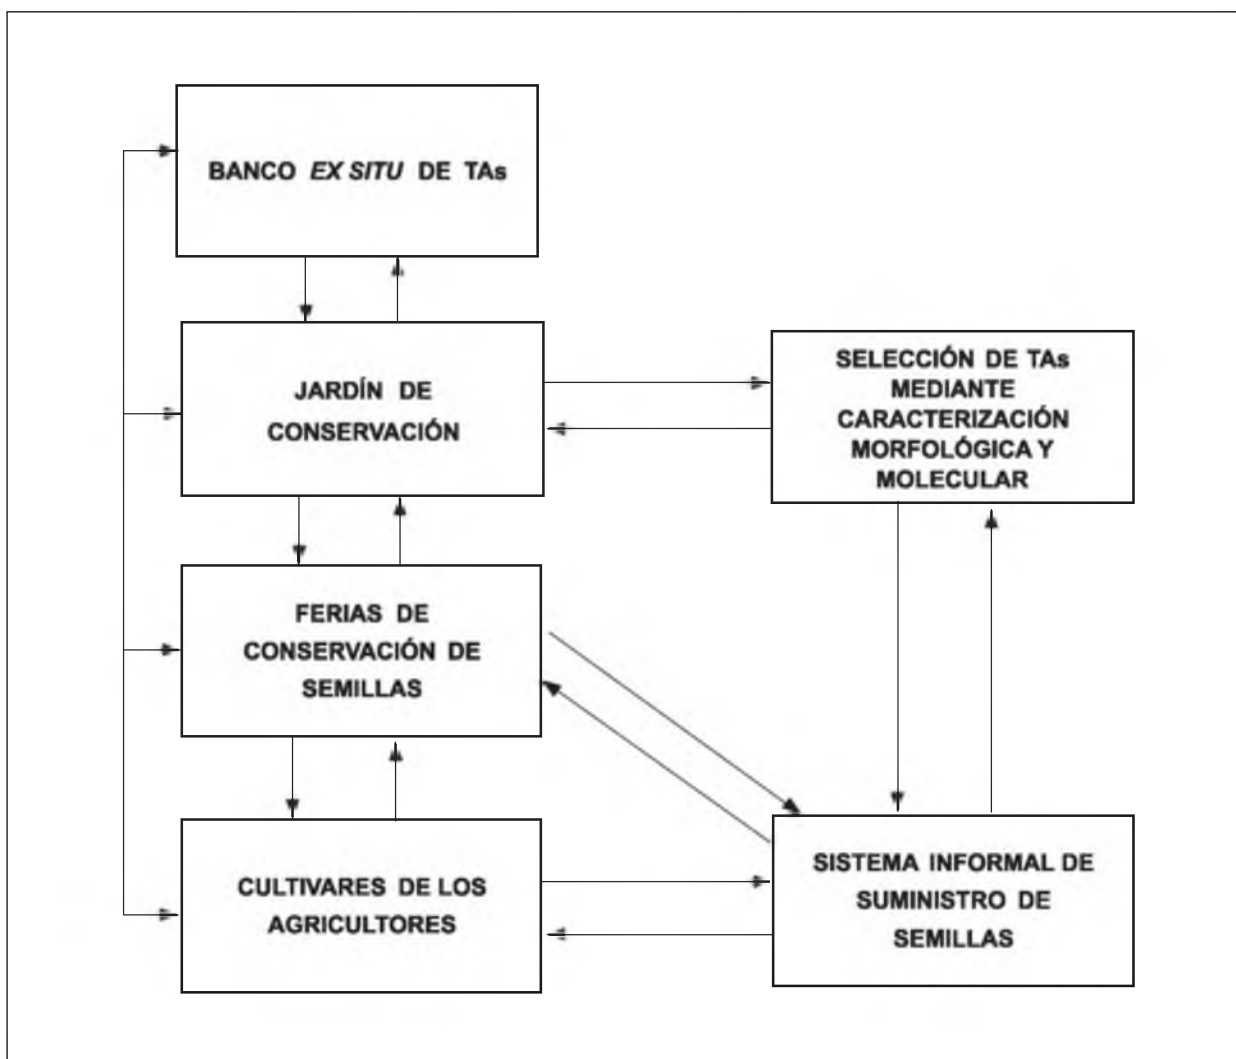 BANCO EX SITU DE TAs
JARDÍN DE
CONSERVACIÓN
SELECCIÓN DE TAs
MEDIANTE
CARACTERIZACIÓN
MORFOLÓGICA Y
MOLECULAR
FERIAS DE
CONSERVACIÓN DE
SEMILLAS
CULTIVARES DE LOS
AGRICULTORES
SISTEMA INFORMAL DE
SUMINISTRO DE
SEMILLAS